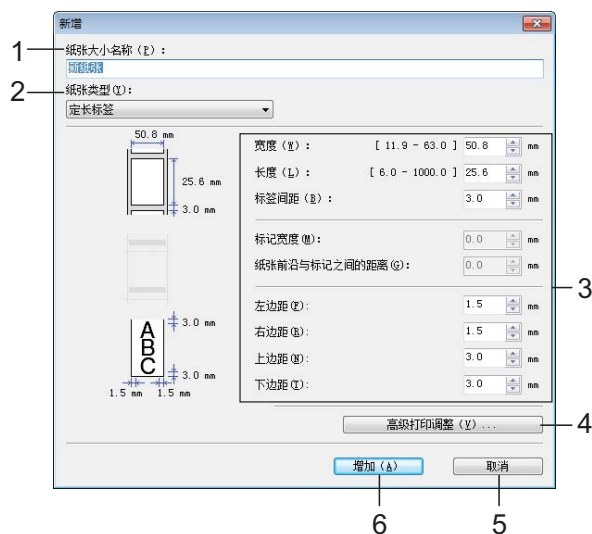 新增
1
纸张大小名称（P）：
新纸张
2
纸张类型(Y)：
定长标签
50.8 mm
25.6 mm
3.0 mm
3.0 mm
ABC
3.0 mm
1.5 mm 1.5 mm
宽度（W）： [ 11.9 - 63.0 ] 50.8 mm
长度（L）： [ 6.0 - 1000.0 ] 25.6 mm
标签间距（B）： 3.0 mm
标记宽度(M)： 0.0 mm
纸张前沿与标记之间的距离(G)： 0.0 mm
左边距(F)： 1.5 mm
右边距(R)： 1.5 mm
上边距(N)： 3.0 mm
下边距(T)： 3.0 mm
3
高级打印调整（V）...
4
增加（A）
取消
6
5